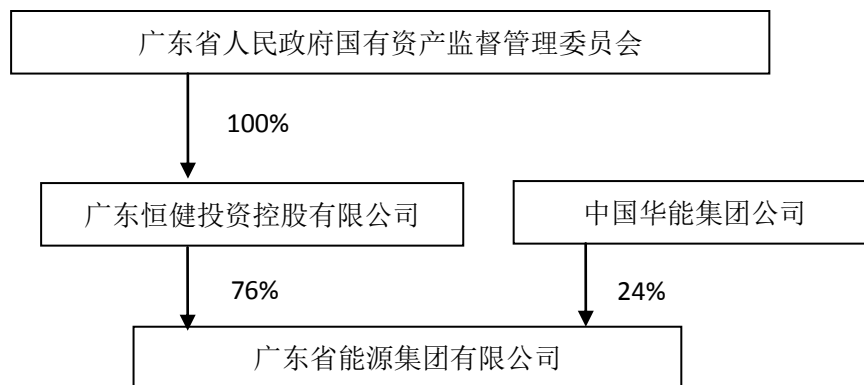 广东省人民政府国有资产监督管理委员会
100%
广东恒健投资控股有限公司
中国华能集团公司
76%
24%
广东省能源集团有限公司